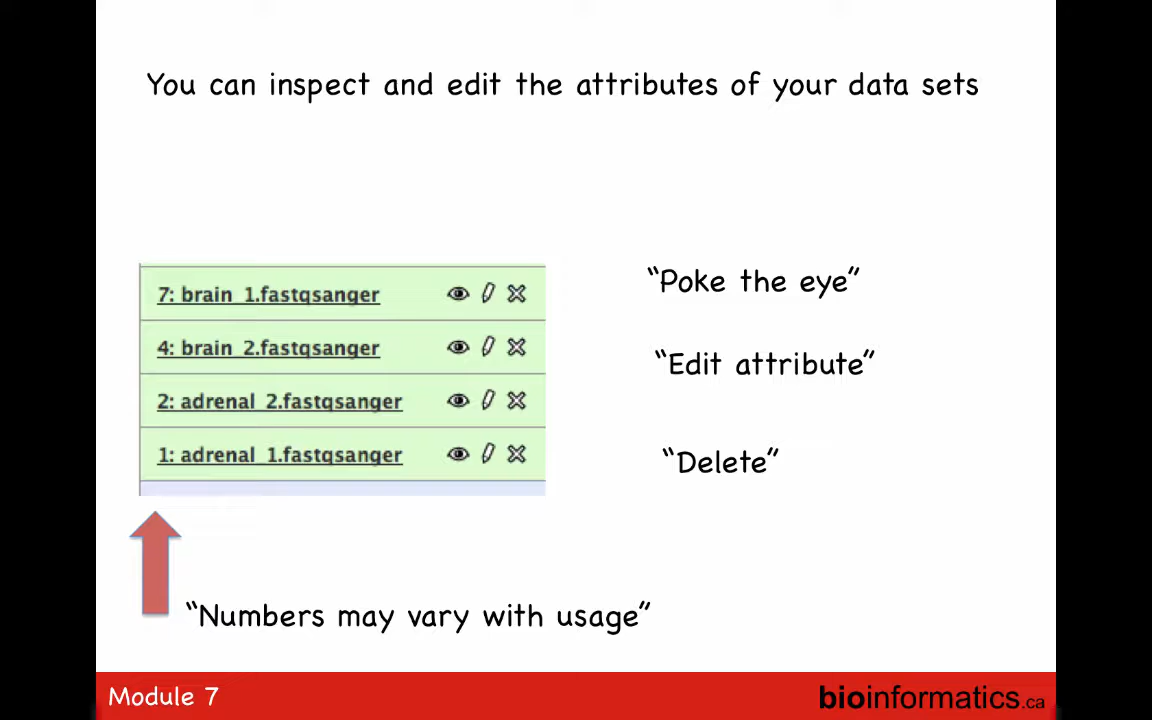 You can inspect and edit the attributes of your data sets
7: brain_1.fastqsanger
4: brain_2.fastqsanger
2: adrenal_2.fastqsanger
1: adrenal_1.fastqsanger
“Poke the eye”
“Edit attribute”
“Delete”
“Numbers may vary with usage”
Module 7
bioinformatics.ca